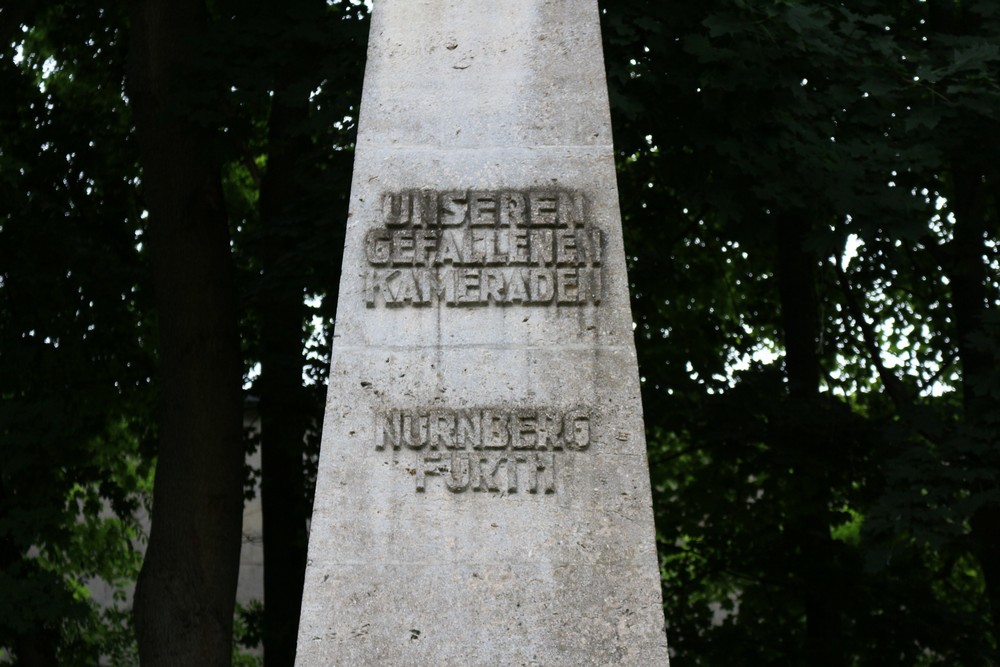 UNSEREN
GEFALLENEN
KAMERADEN
NÜRNBERG
FÜRTH